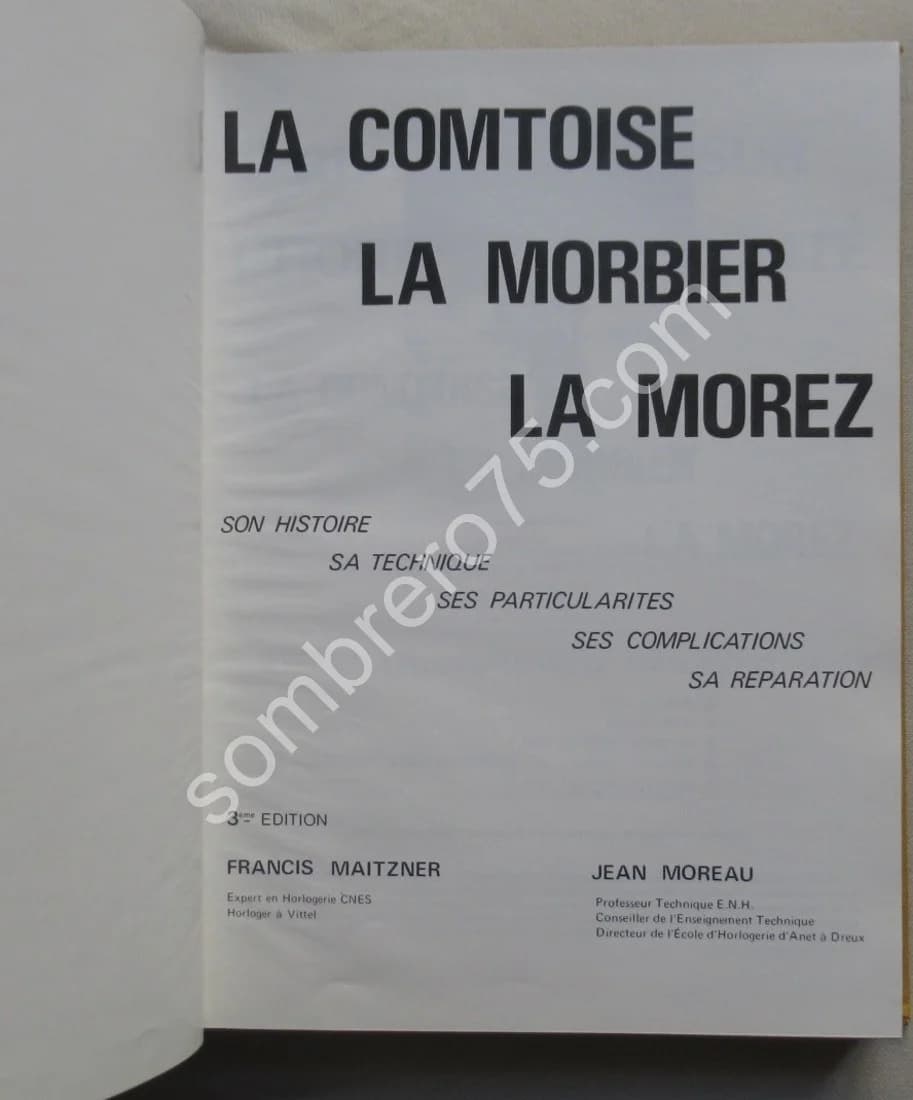 LA COMTOISE
LA MORBIER
LA MOREZ
SON HISTOIRE
SA TECHNIQUE
SES PARTICULARITES
SES COMPLICATIONS
SA REPARATION
3eme EDITION
FRANCIS MAITZNER
Expert en Horlogerie CNES
Horloger à Vittel
JEAN MOREAU
Professeur Technique E.N.H.
Conseiller de l'Enseignement Technique
Directeur de l'École d'Horlogerie d'Anet à Dreux
sombrero75.com